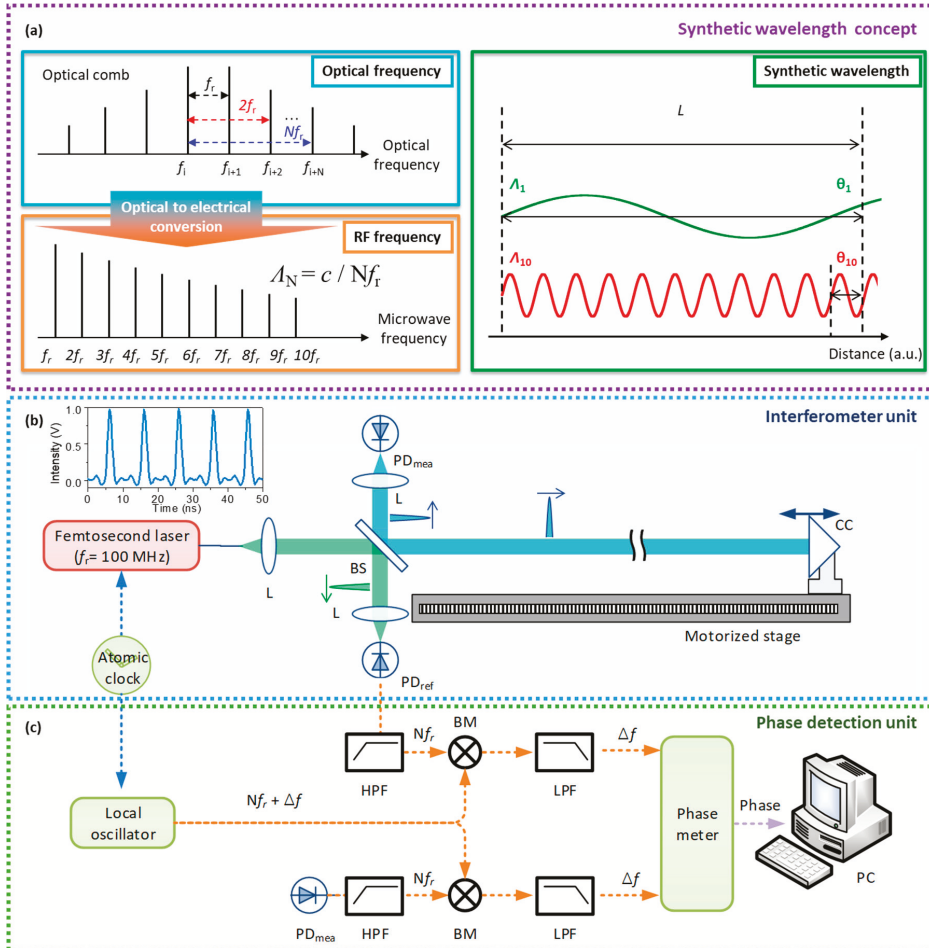 (a)
Synthetic wavelength concept
Optical comb
Optical frequency
f_r
2f_r
...
Nf_r
Optical
frequency
f_i
f_i+1
f_i+2
f_i+N
Optical to electrical
conversion
RF frequency
Λ_N = c / Nf_r
Microwave
frequency
f_r
2f_r
3f_r
4f_r
5f_r
6f_r
7f_r
8f_r
9f_r
10f_r
Synthetic wavelength
L
Λ_1
θ_1
Λ_10
θ_10
Distance (a.u.)
(b)
Interferometer unit
Intensity (V)
1.0
0.5
0.0
0
10
20
30
40
50
Time (ns)
PD_mea
L
Femtosecond laser
(f_r= 100 MHz)
L
BS
L
CC
Motorized stage
PD_ref
Atomic
clock
(c)
Phase detection unit
Nf_r
BM
Δf
HPF
LPF
Nf_r + Δf
Local
oscillator
Phase
meter
Phase
PC
Nf_r
Δf
PD_mea
HPF
BM
LPF